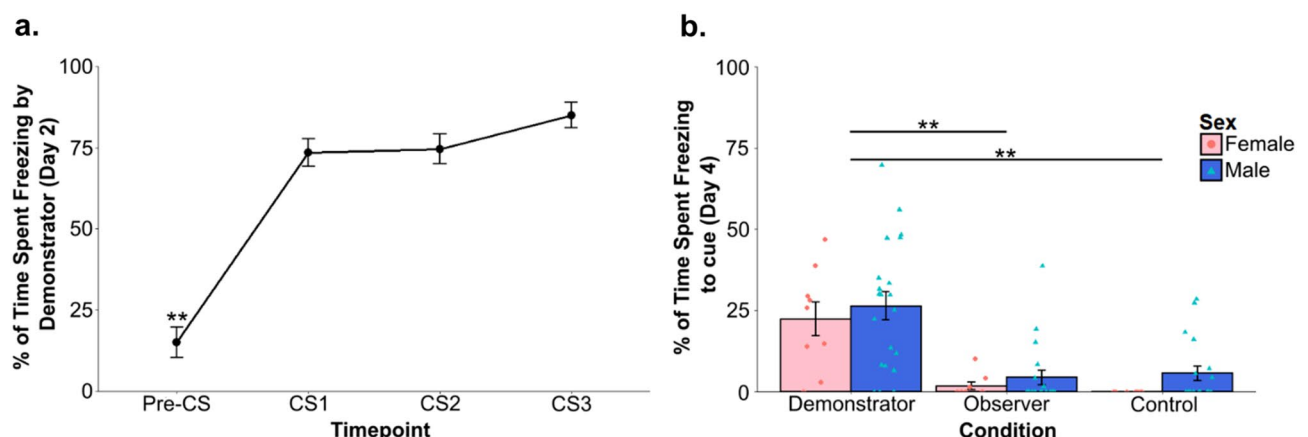 a.
% of Time Spent Freezing by
Demonstrator (Day 2)
100
75
50
25
0
**
Pre-CS
CS1
CS2
CS3
Timepoint
b.
% of Time Spent Freezing
to cue (Day 4)
100
75
50
25
0
**
**
Sex
Female
Male
Demonstrator
Observer
Control
Condition